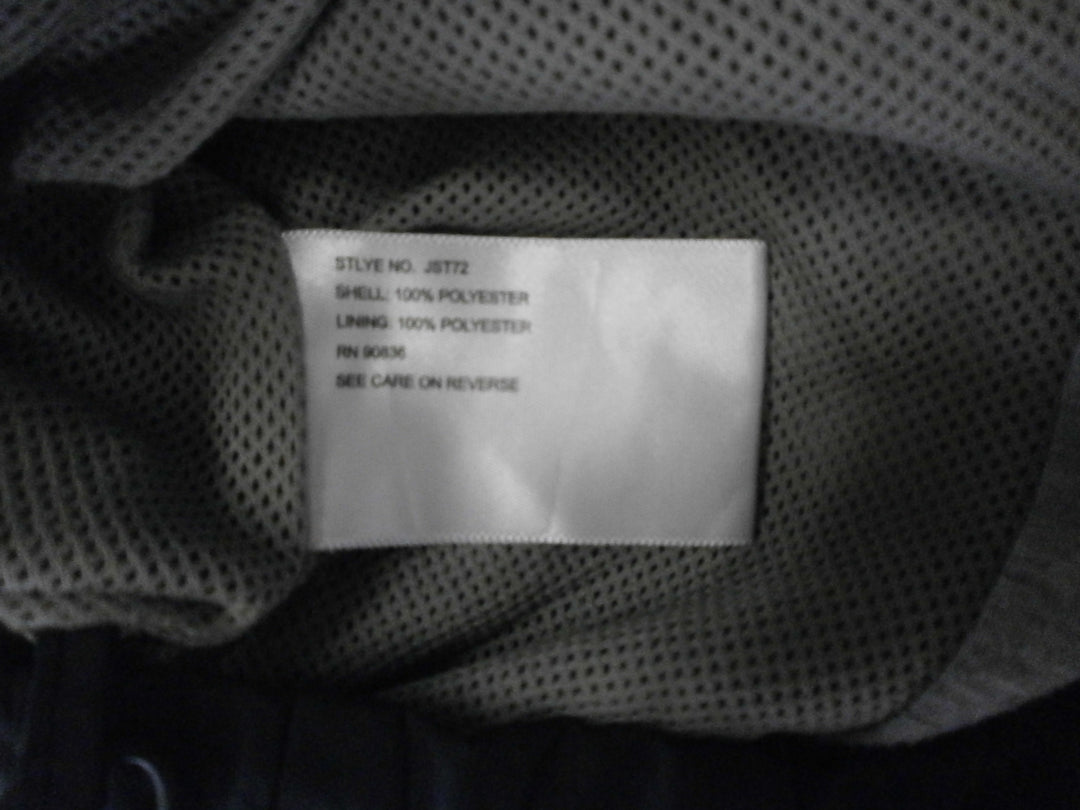 STLYE NO. JST72
SHELL: 100% POLYESTER
LINING: 100% POLYESTER
RN 90836
SEE CARE ON REVERSE